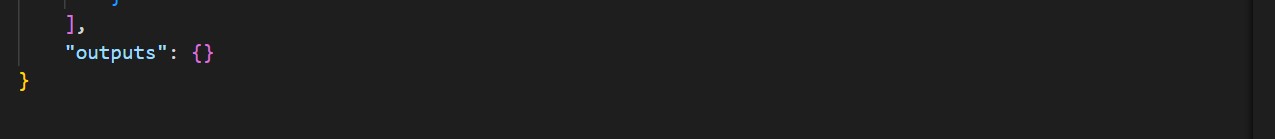 }
],
"outputs": {}
}